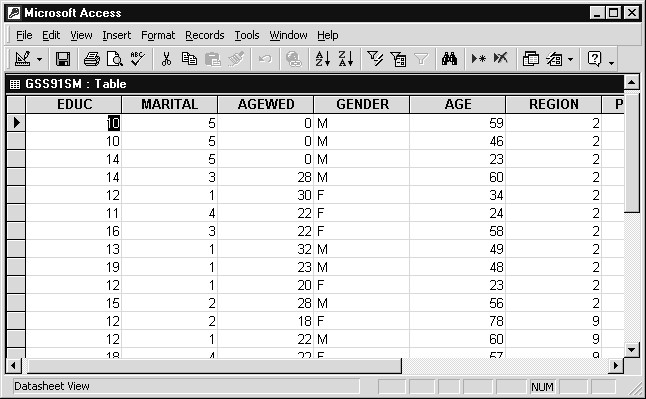 Microsoft Access
File Edit View Insert Format Records Tools Window Help
GSS91SM : Table
EDUC MARITAL AGEWED GENDER AGE REGION P
10 5 0 M 59 2
10 5 0 M 46 2
14 5 0 M 23 2
14 3 28 M 60 2
12 1 30 F 34 2
11 4 22 F 24 2
16 3 22 F 58 2
13 1 32 M 49 2
19 1 23 M 48 2
12 1 20 F 23 2
15 2 28 M 56 2
12 2 18 F 78 9
12 1 22 M 60 9
18 4 22 F 67 9
Datasheet View NUM